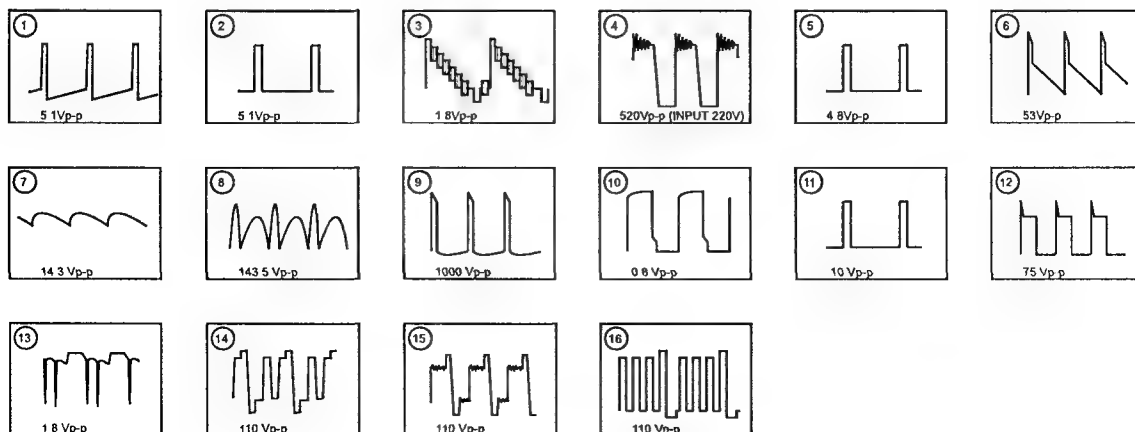 1
5 1Vp-p
2
5 1Vp-p
3
1 8Vp-p
4
520Vp-p (INPUT 220V)
5
4 8Vp-p
6
53Vp-p
7
14 3 Vp-p
8
143 5 Vp-p
9
1000 Vp-p
10
0 8 Vp-p
11
10 Vp-p
12
75 Vp-p
13
1 8 Vp-p
14
110 Vp-p
15
110 Vp-p
16
110 Vp-p